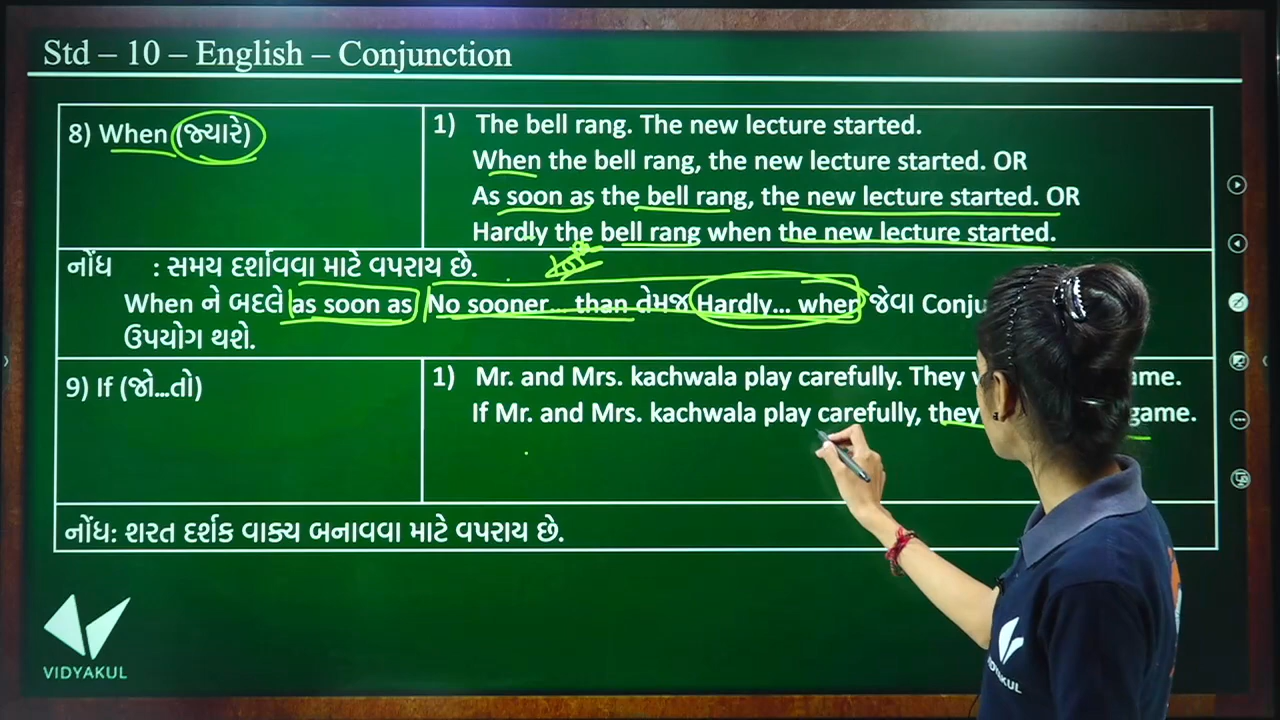 Std – 10 – English – Conjunction
8) When (જ્યારે)
1) The bell rang. The new lecture started.
When the bell rang, the new lecture started. OR
As soon as the bell rang, the new lecture started. OR
Hardly the bell rang when the new lecture started.
નોંધ : સમય દર્શાવવા માટે વપરાય છે.
When ને બદલે as soon as No sooner... than તેમજ Hardly... when જેવા
ઉપયોગ થશે.
9) If (જો...તો)
1) Mr. and Mrs. kachwala play carefully. They
If Mr. and Mrs. kachwala play carefully, they game.
નોંધ: શરત દર્શક વાક્ય બનાવવા માટે વપરાય છે.
VIDYAKUL